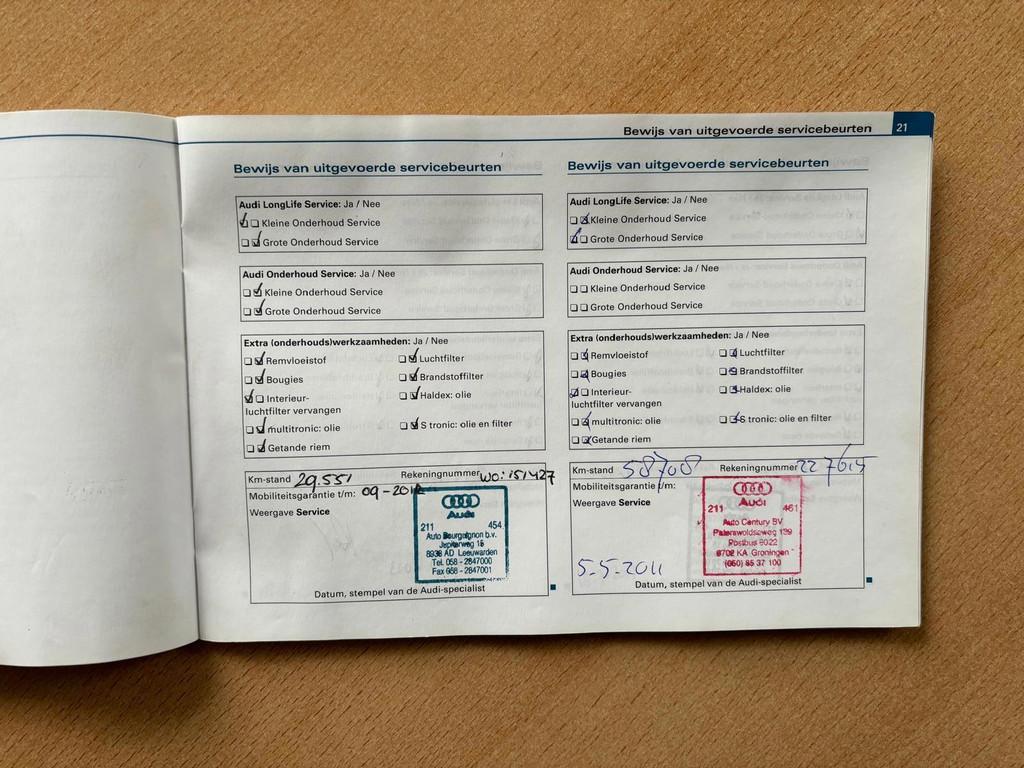 Bewijs van uitgevoerde servicebeurten 21
Bewijs van uitgevoerde servicebeurten
Audi LongLife Service: Ja / Nee
Kleine Onderhoud Service
Grote Onderhoud Service
Audi Onderhoud Service: Ja / Nee
Kleine Onderhoud Service
Grote Onderhoud Service
Extra (onderhouds)werkzaamheden: Ja / Nee
Remvloeistof Luchtfilter
Bougies Brandstoffilter
Interieur- Haldex: olie
luchtfilter vervangen
multitronic: olie S tronic: olie en filter
Getande riem
Km-stand 29.551 Rekeningnummer wo: 151427
Mobiliteitsgarantie t/m: 09-2012
Weergave Service
Audi
211 454
Auto Bourguignon b.v.
Jupiterweg 15
8938 AD Leeuwarden
Tel. 058 - 2847000
Fax 058 - 2847001
Datum, stempel van de Audi-specialist
Bewijs van uitgevoerde servicebeurten
Audi LongLife Service: Ja / Nee
Kleine Onderhoud Service
Grote Onderhoud Service
Audi Onderhoud Service: Ja / Nee
Kleine Onderhoud Service
Grote Onderhoud Service
Extra (onderhouds)werkzaamheden: Ja / Nee
Remvloeistof Luchtfilter
Bougies Brandstoffilter
Interieur- Haldex: olie
luchtfilter vervangen
multitronic: olie S tronic: olie en filter
Getande riem
Km-stand 58708 Rekeningnummer
Mobiliteitsgarantie t/m:
Weergave Service
Audi
211 461
Auto Century BV
Paterswoldseweg 139
Postbus 8022
9702 KA Groningen
(050) 85 37 100
5-5-2011
Datum, stempel van de Audi-specialist